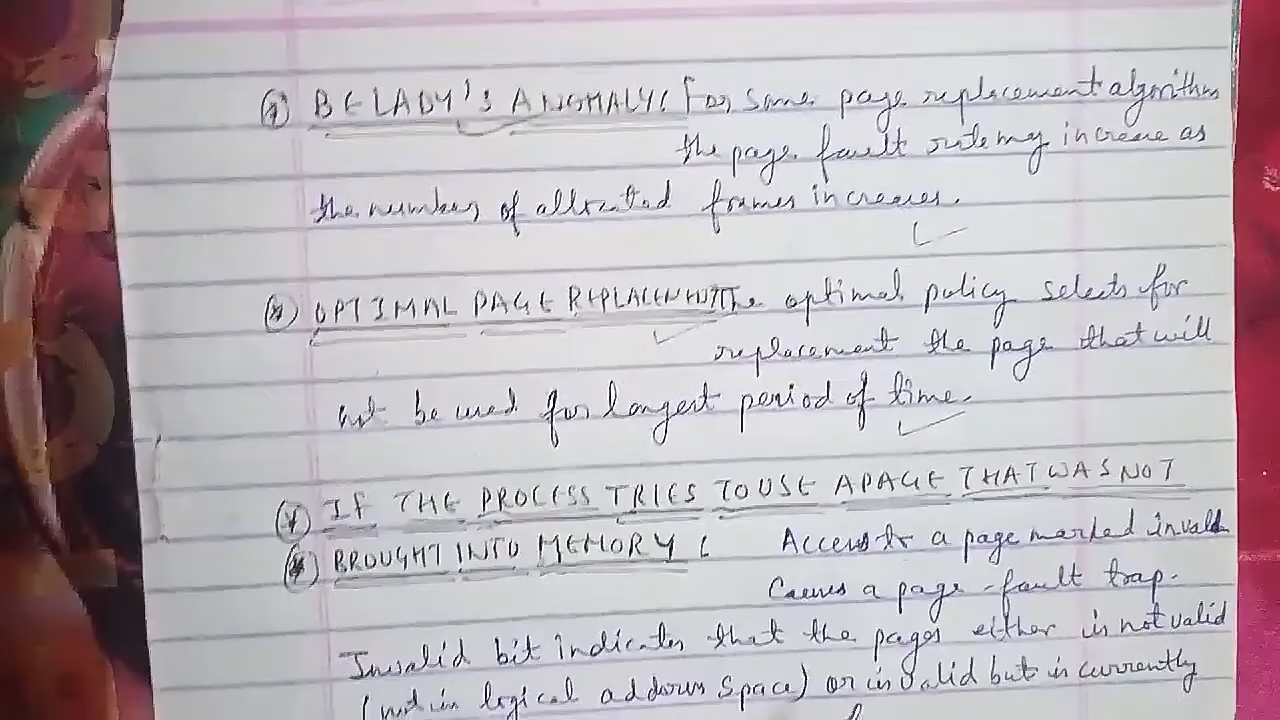 BELADY'S ANOMALY: For some page replacement algorithms
the page fault rate my increase as
the number of allocated frames increases.
OPTIMAL PAGE REPLACEMENT The optimal policy selects for
replacement the page that will
not be used for longest period of time.
IF THE PROCESS TRIES TO USE A PAGE THAT WAS NOT
BROUGHT INTO MEMORY : Access to a page marked invalid
Causes a page-fault trap.
Invalid bit indicates that the pages either is not valid
(not in logical address space) or is valid but is currently